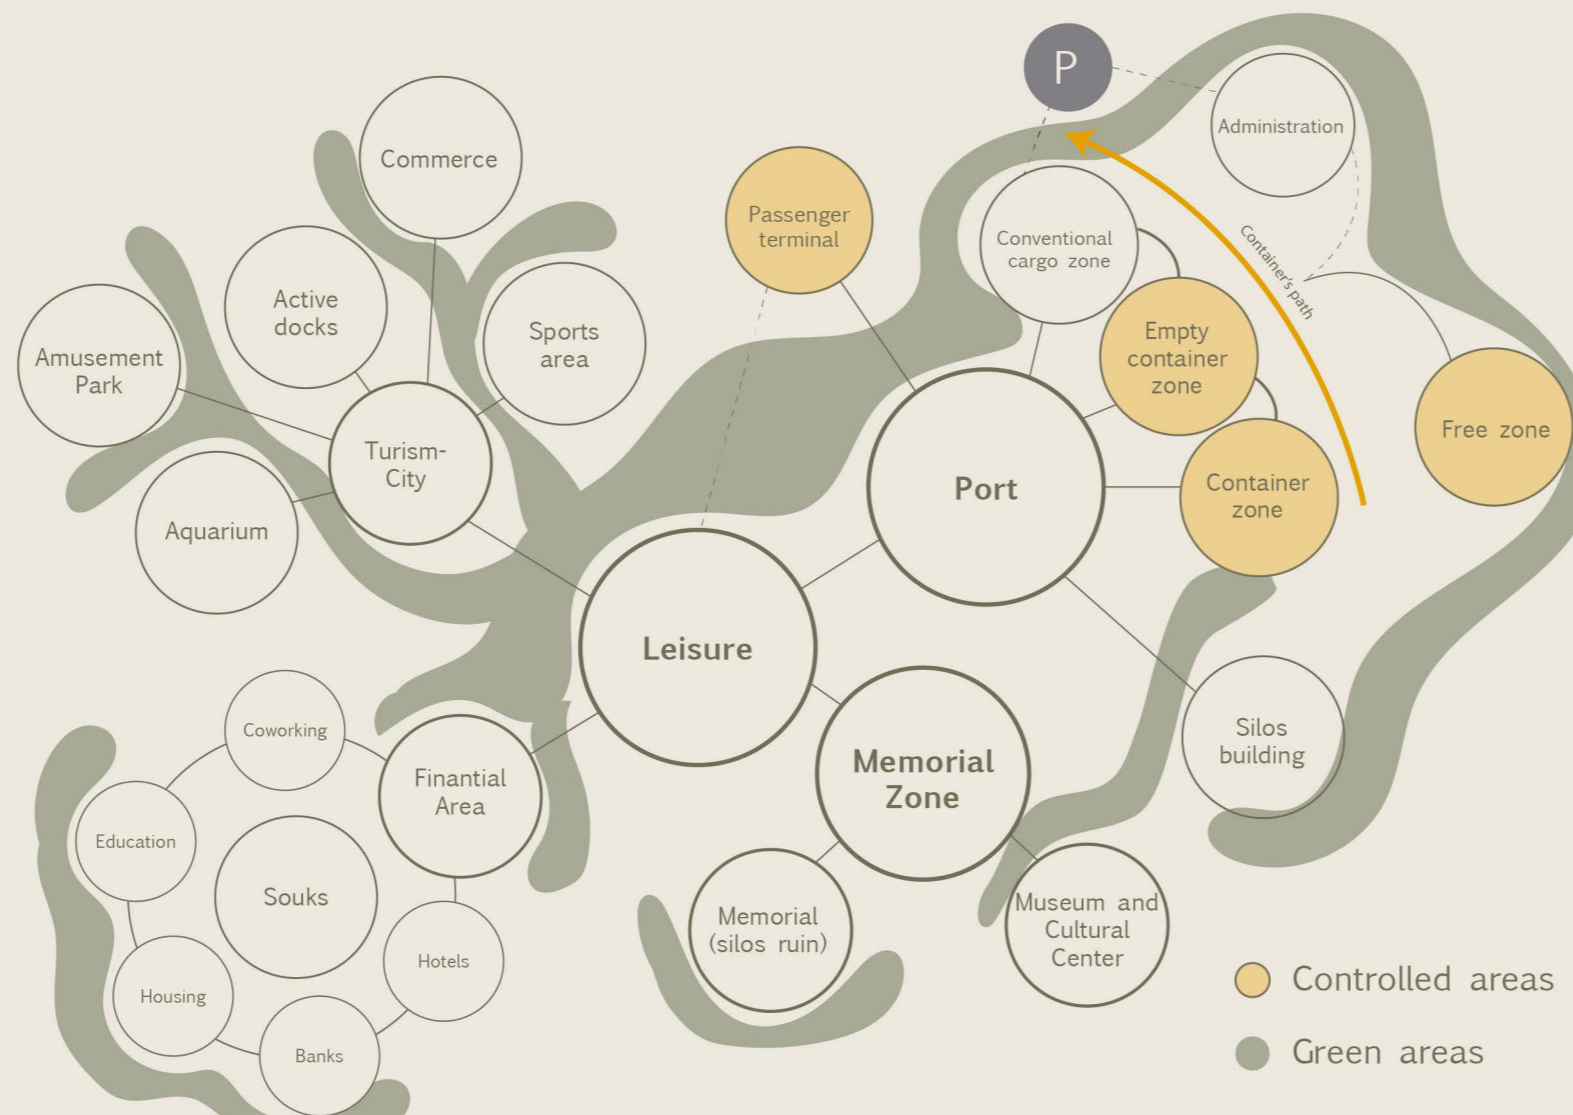 P
Administration
Commerce
Passenger
terminal
Conventional
cargo zone
Container's path
Active
docks
Sports
area
Empty
container
zone
Amusement
Park
Free zone
Turism-
City
Port
Container
zone
Aquarium
Leisure
Coworking
Silos
building
Memorial
Zone
Finantial
Area
Education
Souks
Memorial
(silos ruin)
Museum and
Cultural
Center
Hotels
Housing
Banks
Controlled areas
Green areas